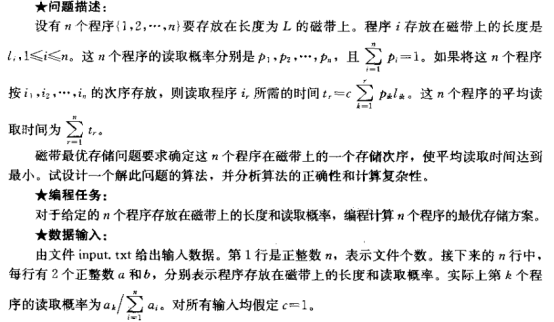 ★问题描述:
设有 n 个程序{1,2,…,n}要存放在长度为 L 的磁带上。程序 i 存放在磁带上的长度是
l_i,1≤i≤n。这 n 个程序的读取概率分别是 p_1,p_2,…,p_n,且 \sum_{i=1}^{n} p_i=1。如果将这 n 个程序
按 i_1,i_2,…,i_n 的次序存放,则读取程序 i_r 所需的时间 t_r=c \sum_{k=1}^{r} p_{ik}l_{ik}。这 n 个程序的平均读
取时间为 \sum_{r=1}^{n} t_r。
磁带最优存储问题要求确定这 n 个程序在磁带上的一个存储次序,使平均读取时间达到
最小。试设计一个解此问题的算法,并分析算法的正确性和计算复杂性。
★编程任务:
对于给定的 n 个程序存放在磁带上的长度和读取概率,编程计算 n 个程序的最优存储方案。
★数据输入:
由文件 input.txt 给出输入数据。第 1 行是正整数 n,表示文件个数。接下来的 n 行中,
每行有 2 个正整数 a 和 b,分别表示程序存放在磁带上的长度和读取概率。实际上第 k 个程
序的读取概率为 a_k/\sum_{i=1}^{n} a_i。对所有输入均假定 c=1。